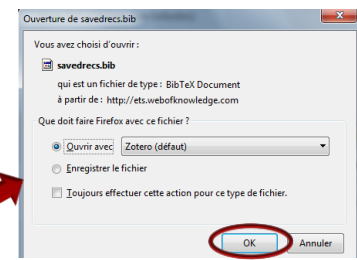 Ouverture de savedrecs.bib
Vous avez choisi d'ouvrir :
savedrecs.bib
qui est un fichier de type : BibTeX Document
à partir de : http://ets.webofknowledge.com
Que doit faire Firefox avec ce fichier ?
Ouvrir avec Zotero (défaut)
Enregistrer le fichier
Toujours effectuer cette action pour ce type de fichier.
OK Annuler